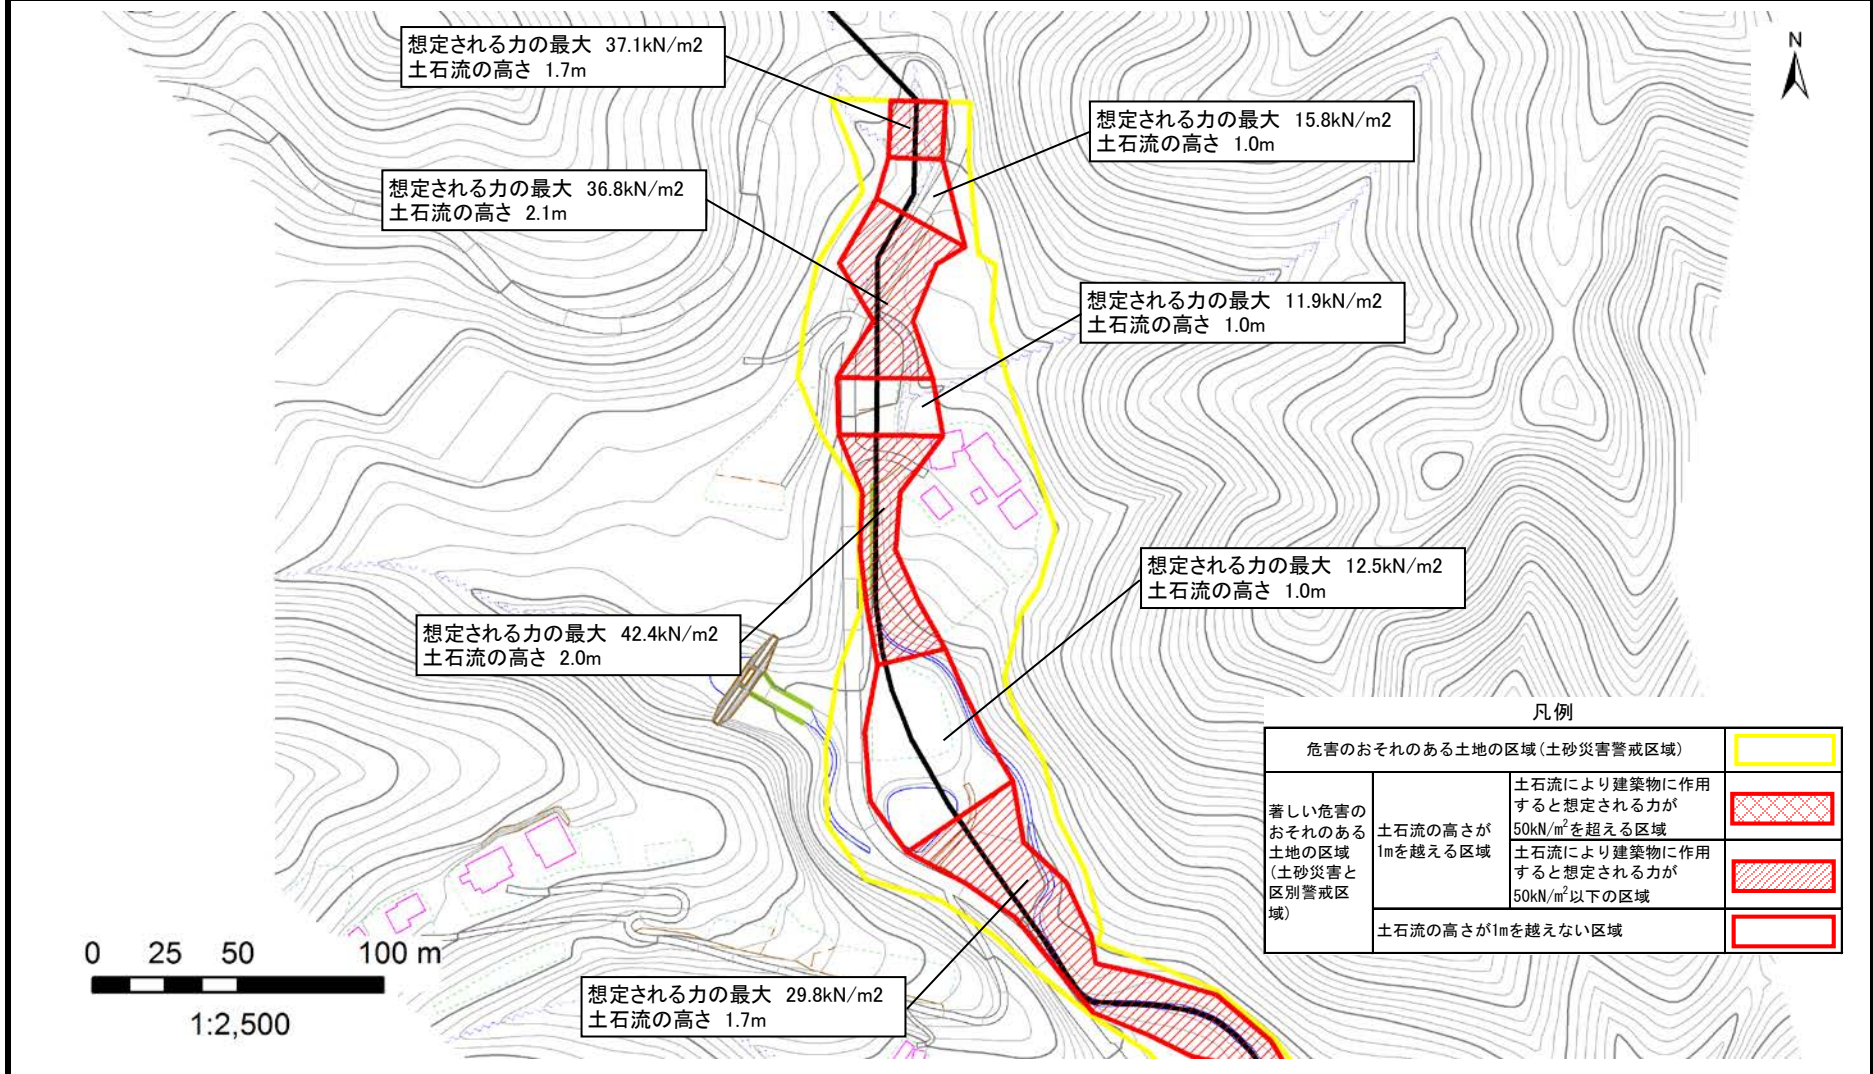 想定される力の最大 37.1kN/m2
土石流の高さ 1.7m
N
想定される力の最大 15.8kN/m2
土石流の高さ 1.0m
想定される力の最大 36.8kN/m2
土石流の高さ 2.1m
想定される力の最大 11.9kN/m2
土石流の高さ 1.0m
想定される力の最大 12.5kN/m2
土石流の高さ 1.0m
想定される力の最大 42.4kN/m2
土石流の高さ 2.0m
凡例
危害のおそれのある土地の区域(土砂災害警戒区域)
著しい危害の
おそれのある
土地の区域
(土砂災害と
区別警戒区
域)
土石流の高さが
1mを越える区域
土石流により建築物に作用
すると想定される力が
50kN/㎡を超える区域
土石流により建築物に作用
すると想定される力が
50kN/㎡以下の区域
土石流の高さが1mを越えない区域
0 25 50 100 m
1:2,500
想定される力の最大 29.8kN/m2
土石流の高さ 1.7m